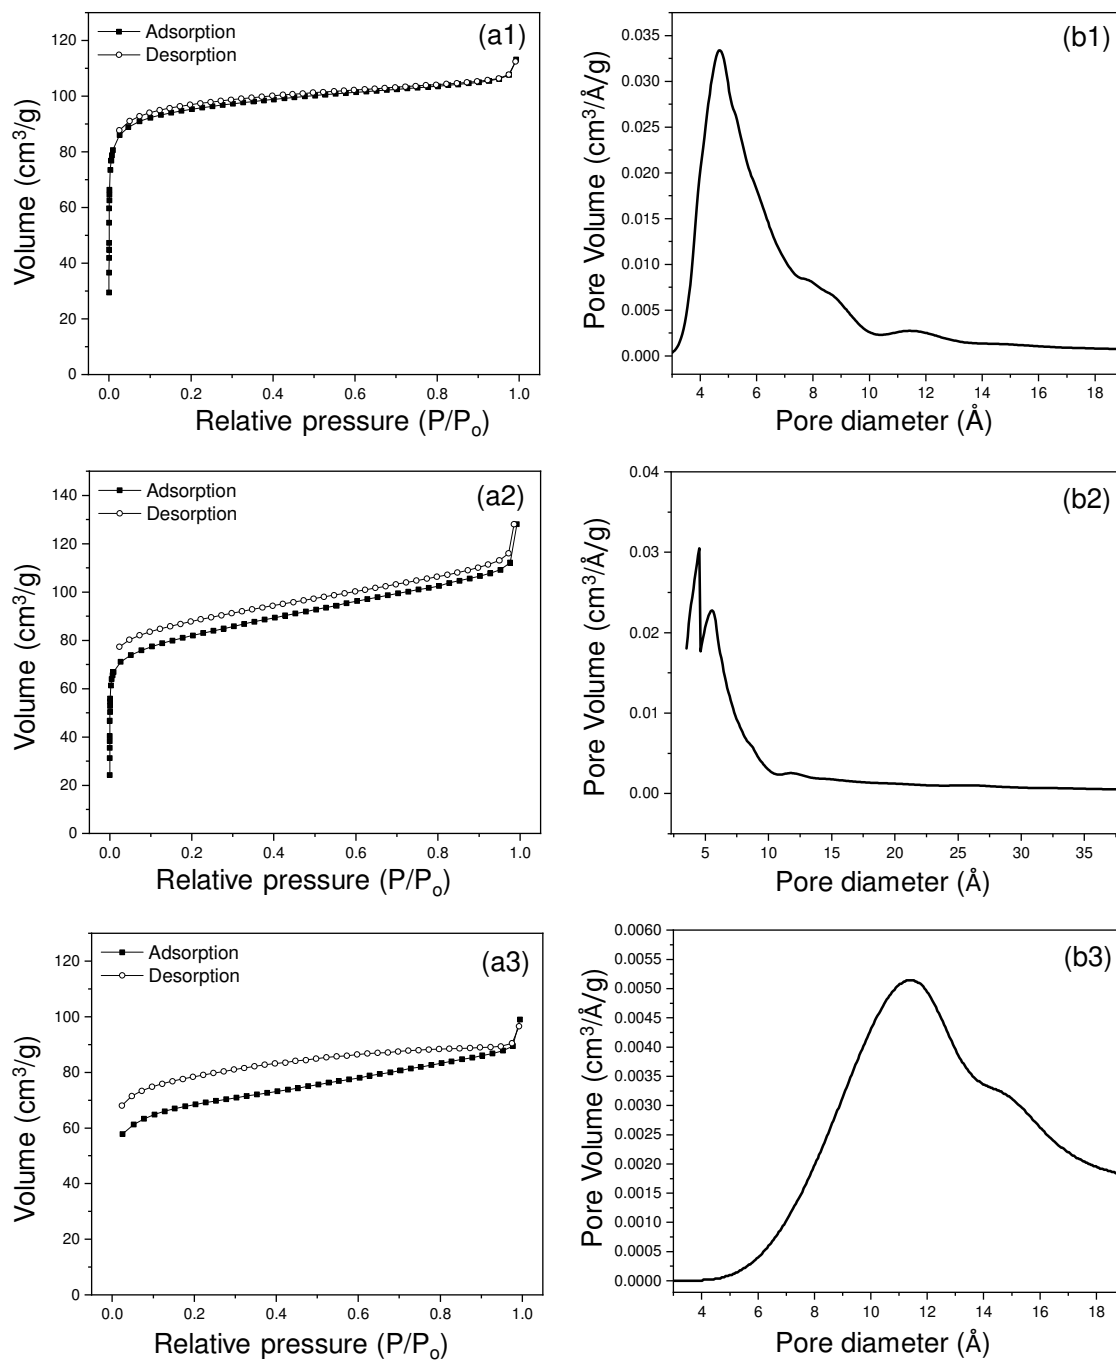 (a1)
Adsorption
Desorption
Volume (cm³/g)
120
100
80
60
40
20
0
0.0 0.2 0.4 0.6 0.8 1.0
Relative pressure (P/Pₒ)
(b1)
Pore Volume (cm³/Å/g)
0.035
0.030
0.025
0.020
0.015
0.010
0.005
0.000
4 6 8 10 12 14 16 18
Pore diameter (Å)
(a2)
Adsorption
Desorption
Volume (cm³/g)
140
120
100
80
60
40
20
0
0.0 0.2 0.4 0.6 0.8 1.0
Relative pressure (P/Pₒ)
(b2)
Pore Volume (cm³/Å/g)
0.04
0.03
0.02
0.01
0.00
5 10 15 20 25 30 35
Pore diameter (Å)
(a3)
Adsorption
Desorption
Volume (cm³/g)
120
100
80
60
40
20
0
0.0 0.2 0.4 0.6 0.8 1.0
Relative pressure (P/Pₒ)
(b3)
Pore Volume (cm³/Å/g)
0.0060
0.0055
0.0050
0.0045
0.0040
0.0035
0.0030
0.0025
0.0020
0.0015
0.0010
0.0005
0.0000
4 6 8 10 12 14 16 18
Pore diameter (Å)